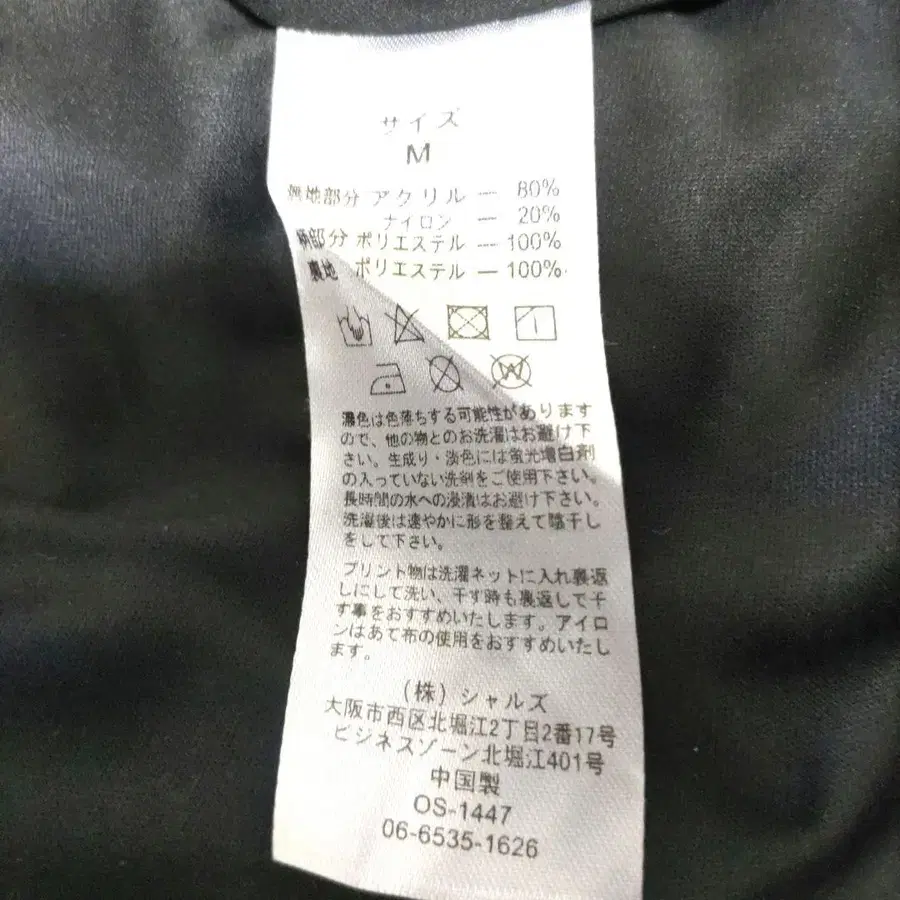 サイズ
M
無地部分 アクリル — 80%
ナイロン — 20%
柄部分 ポリエステル — 100%
裏地 ポリエステル — 100%
濃色は色落ちする可能性があります
ので、他の物とのお洗濯はお避け下
さい。生成り・淡色には蛍光増白剤
の入っていない洗剤をご使用下さい。
長時間の水への浸漬はお避け下さい。
洗濯後は速やかに形を整えて陰干し
をして下さい。
プリント物は洗濯ネットに入れ裏返
しにして洗い、干す時も裏返して干
す事をおすすめいたします。アイロ
ンはあて布の使用をおすすめいたし
ます。
(株)シャルズ
大阪市西区北堀江2丁目2番17号
ビジネスゾーン北堀江401号
中国製
OS-1447
06-6535-1626